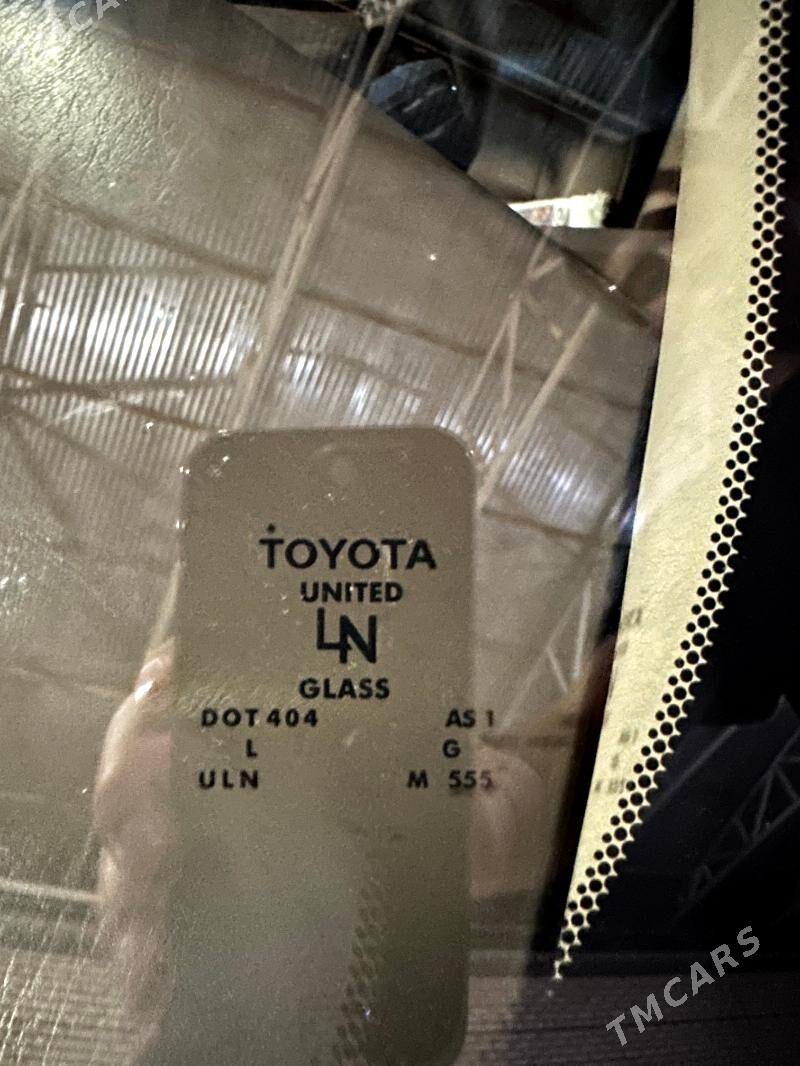 TOYOTA
UNITED
LN
GLASS
DOT 404 AS 1
L G
ULN M 555
TMCARS